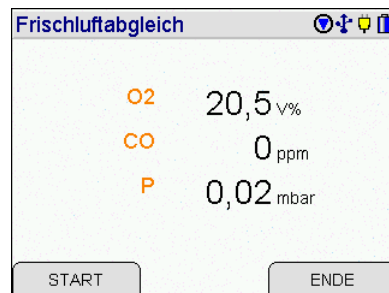 Frischluftabgleich
O2 20,5 V%
CO 0 ppm
P 0,02 mbar
START ENDE